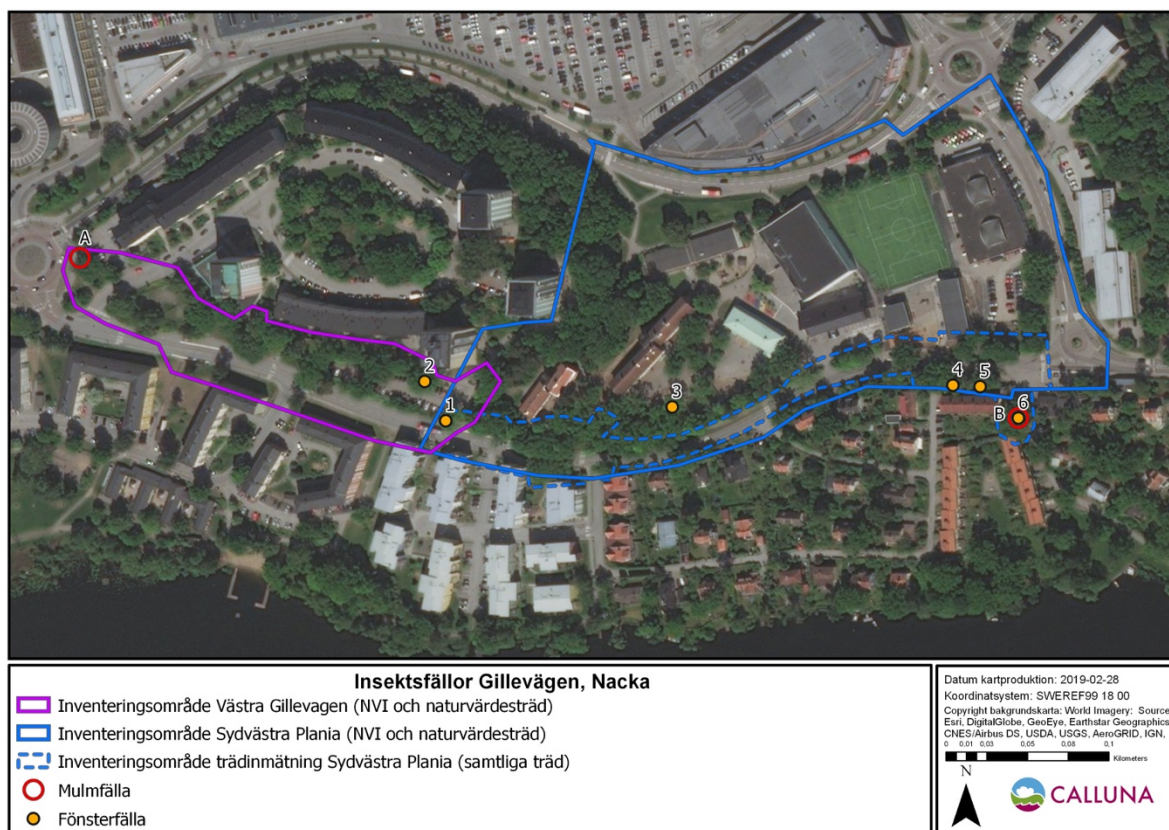 A
2
1
3
4
5
B
6
Insektsfällor Gillevägen, Nacka
Inventeringsområde Västra Gillevagen (NVI och naturvärdesträd)
Inventeringsområde Sydvästra Plania (NVI och naturvärdesträd)
Inventeringsområde trädinmätning Sydvästra Plania (samtliga träd)
Mulmfälla
Fönsterfälla
Datum kartproduktion: 2019-02-28
Koordinatsystem: SWEREF99 18 00
Copyright bakgrundskarta: World Imagery: Source
Esri, DigitalGlobe, GeoEye, Earthstar Geographics
CNES/Airbus DS, USDA, USGS, AeroGRID, IGN,
0 0,01 0,03 0,05 0,08 0,1
Kilometers
N
CALLUNA